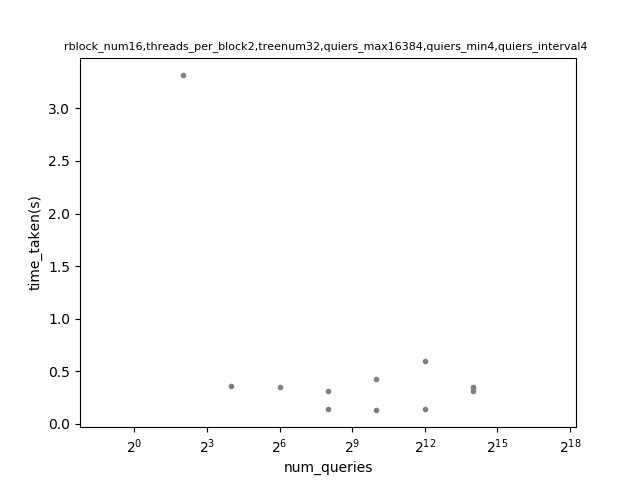 rblock_num16,threads_per_block2,treenum32,quiers_max16384,quiers_min4,quiers_interval4
3.0
2.5
2.0
1.5
1.0
0.5
0.0
time_taken(s)
2^0 2^3 2^6 2^9 2^12 2^15 2^18
num_queries